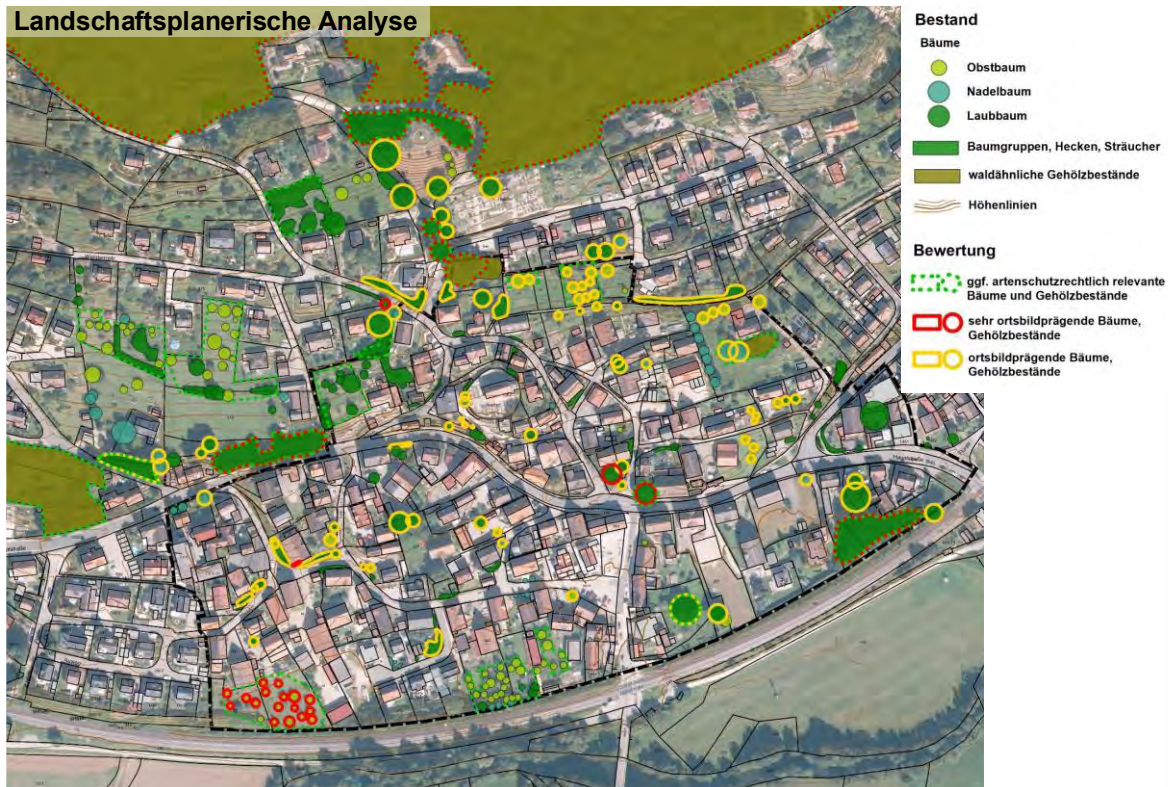 Landschaftsplanerische Analyse
Bestand
Bäume
Obstbaum
Nadelbaum
Laubbaum
Baumgruppen, Hecken, Sträucher
waldähnliche Gehölzbestände
Höhenlinien
Bewertung
ggf. artenschutzrechtlich relevante
Bäume und Gehölzbestände
sehr ortsbildprägende Bäume,
Gehölzbestände
ortsbildprägende Bäume,
Gehölzbestände